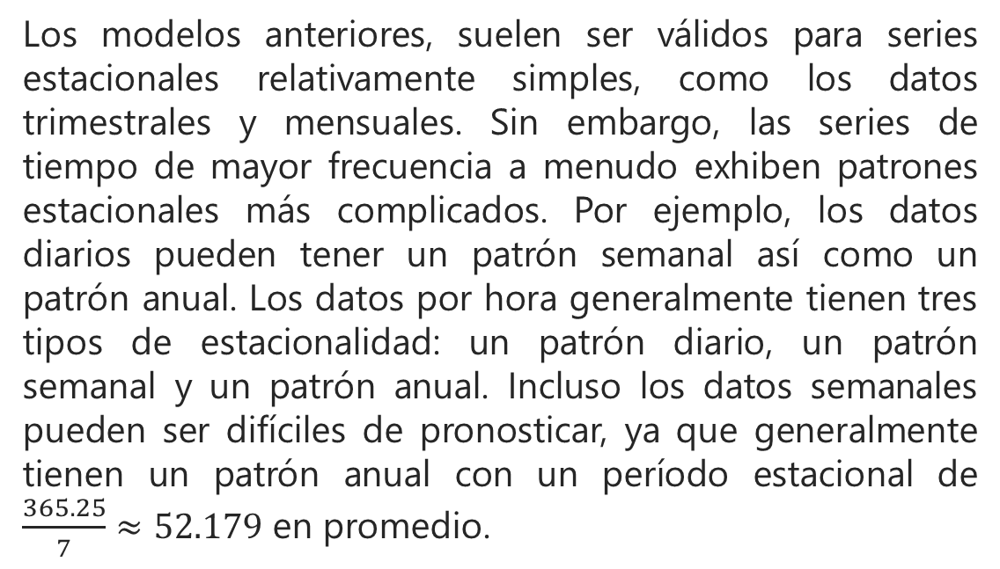 Los modelos anteriores, suelen ser válidos para series
estacionales relativamente simples, como los datos
trimestrales y mensuales. Sin embargo, las series de
tiempo de mayor frecuencia a menudo exhiben patrones
estacionales más complicados. Por ejemplo, los datos
diarios pueden tener un patrón semanal así como un
patrón anual. Los datos por hora generalmente tienen tres
tipos de estacionalidad: un patrón diario, un patrón
semanal y un patrón anual. Incluso los datos semanales
pueden ser difíciles de pronosticar, ya que generalmente
tienen un patrón anual con un período estacional de
365.25/7 ≈ 52.179 en promedio.